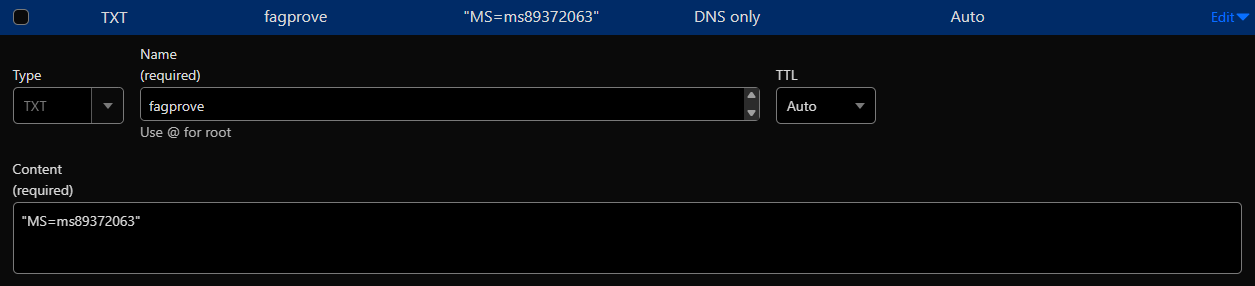 TXT fagprove "MS=ms89372063" DNS only Auto Edit
Name
Type (required) TTL
TXT fagprove Auto
Use @ for root
Content
(required)
"MS=ms89372063"